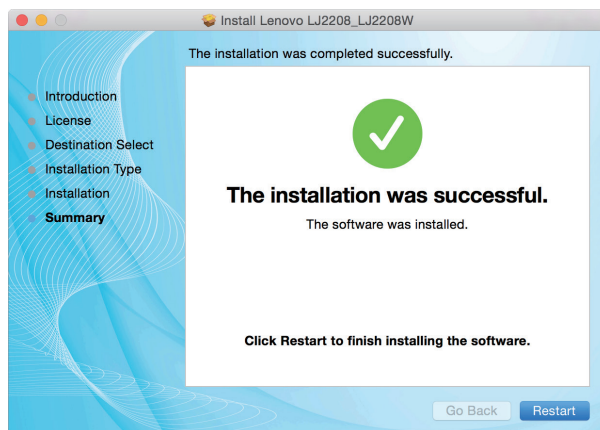 Install Lenovo LJ2208_LJ2208W
The installation was completed successfully.
Introduction
License
Destination Select
Installation Type
Installation
Summary
The installation was successful.
The software was installed.
Click Restart to finish installing the software.
Go Back
Restart